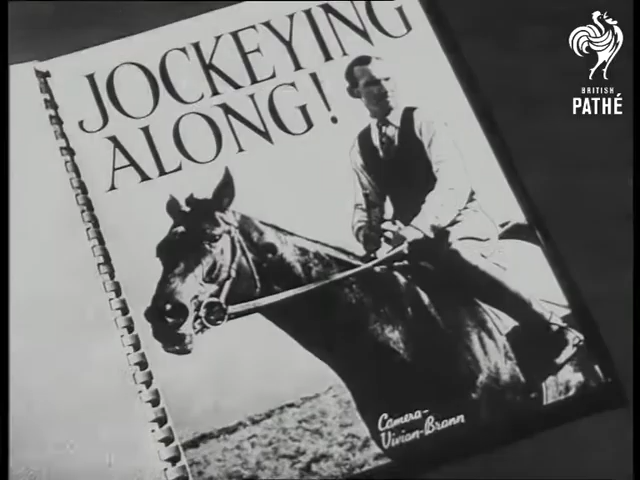 JOCKEYING
ALONG!
BRITISH
PATHÉ
Camera-
Vivian-Brann